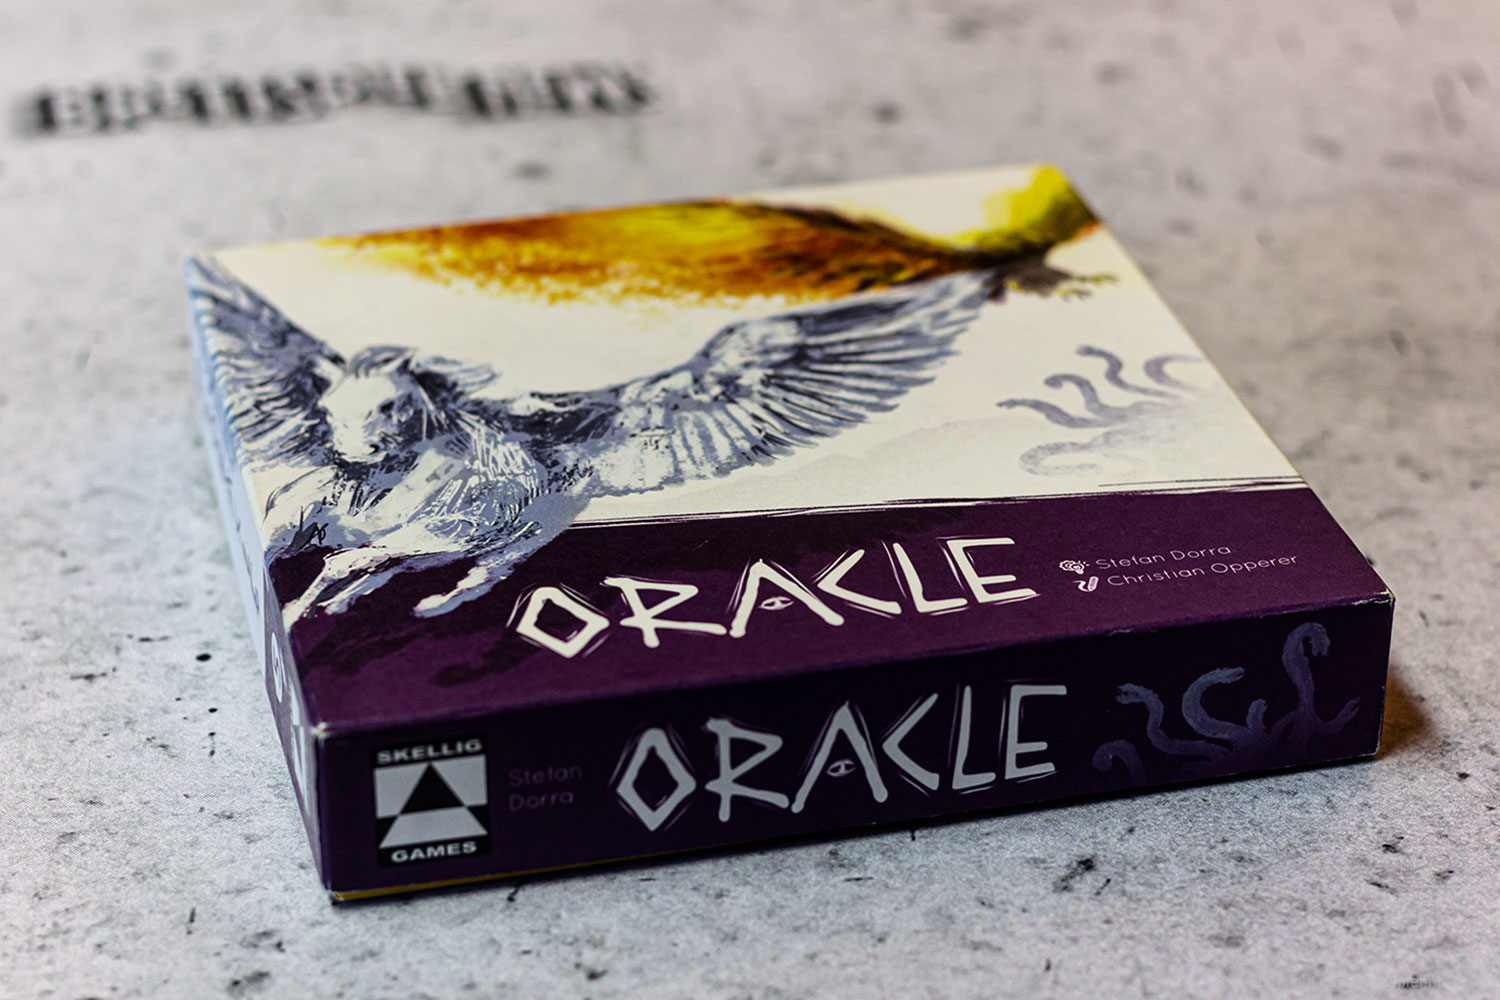 ORACLE
Stefan Dorra
Christian Opperer
SKELLIG
GAMES
Stefan
Dorra
ORACLE